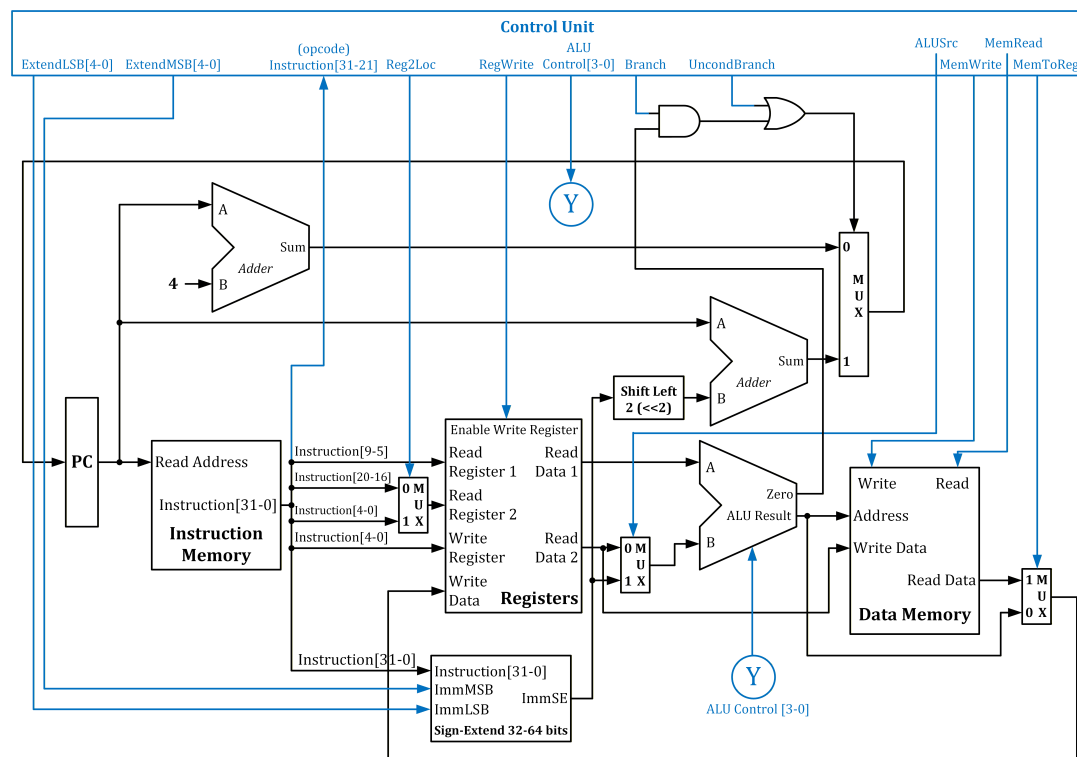 Control Unit
(opcode)
ALU
ALUSrc
MemRead
ExtendLSB[4-0]
ExtendMSB[4-0]
Instruction[31-21]
Reg2Loc
RegWrite
Control[3-0]
Branch
UncondBranch
MemWrite
MemToReg
Y
A
Sum
Adder
4
B
0
M
U
X
1
A
Sum
Adder
B
Shift Left
2 (<<2)
PC
Read Address
Instruction[31-0]
Instruction
Memory
Instruction[9-5]
Instruction[20-16]
Instruction[4-0]
Instruction[4-0]
0 M
U
1 X
Enable Write Register
Read
Register 1
Read
Data 1
Read
Register 2
Write
Register
Read
Data 2
Write
Data
Registers
0 M
U
1 X
A
Zero
ALU Result
B
Write
Read
Address
Write Data
Read Data
Data Memory
1 M
U
0 X
Instruction[31-0]
Instruction[31-0]
ImmMSB
ImmSE
ImmLSB
Sign-Extend 32-64 bits
Y
ALU Control [3-0]